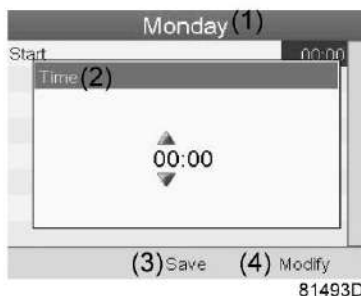 Monday (1)
Start 00:00
Time (2)
00:00
(3) Save (4) Modify
81493D